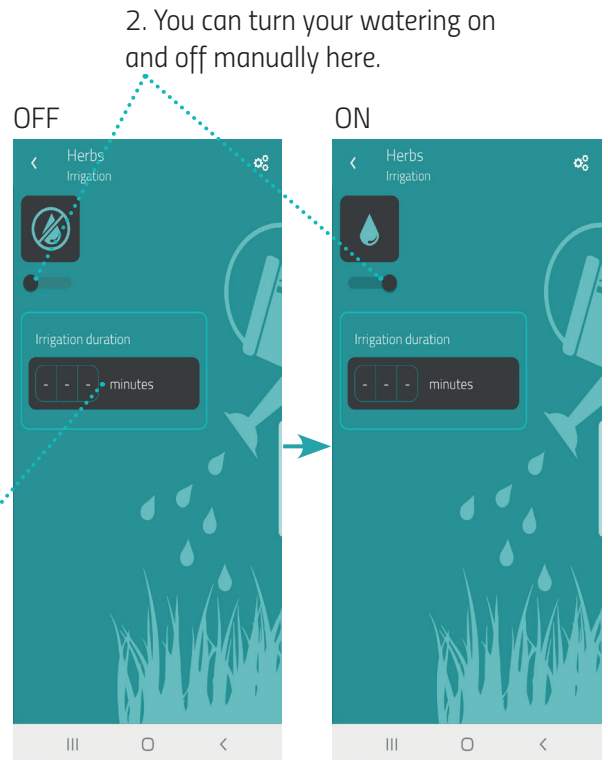 2. You can turn your watering on
and off manually here.
OFF
Herbs
Irrigation
Irrigation duration
- - - minutes
ON
Herbs
Irrigation
Irrigation duration
- - - minutes